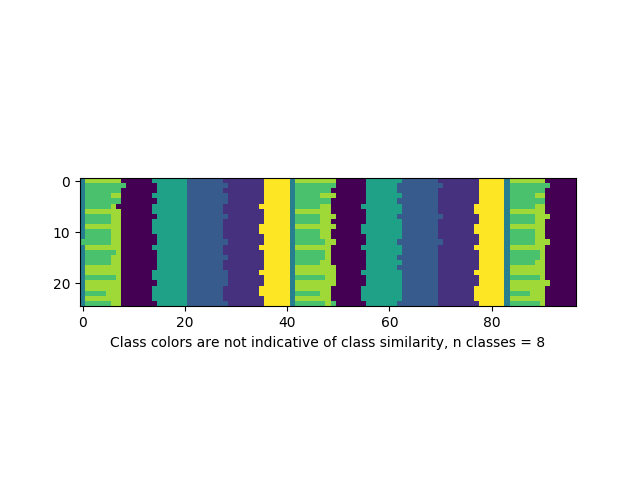 0
10
20
0 20 40 60 80
Class colors are not indicative of class similarity, n classes = 8